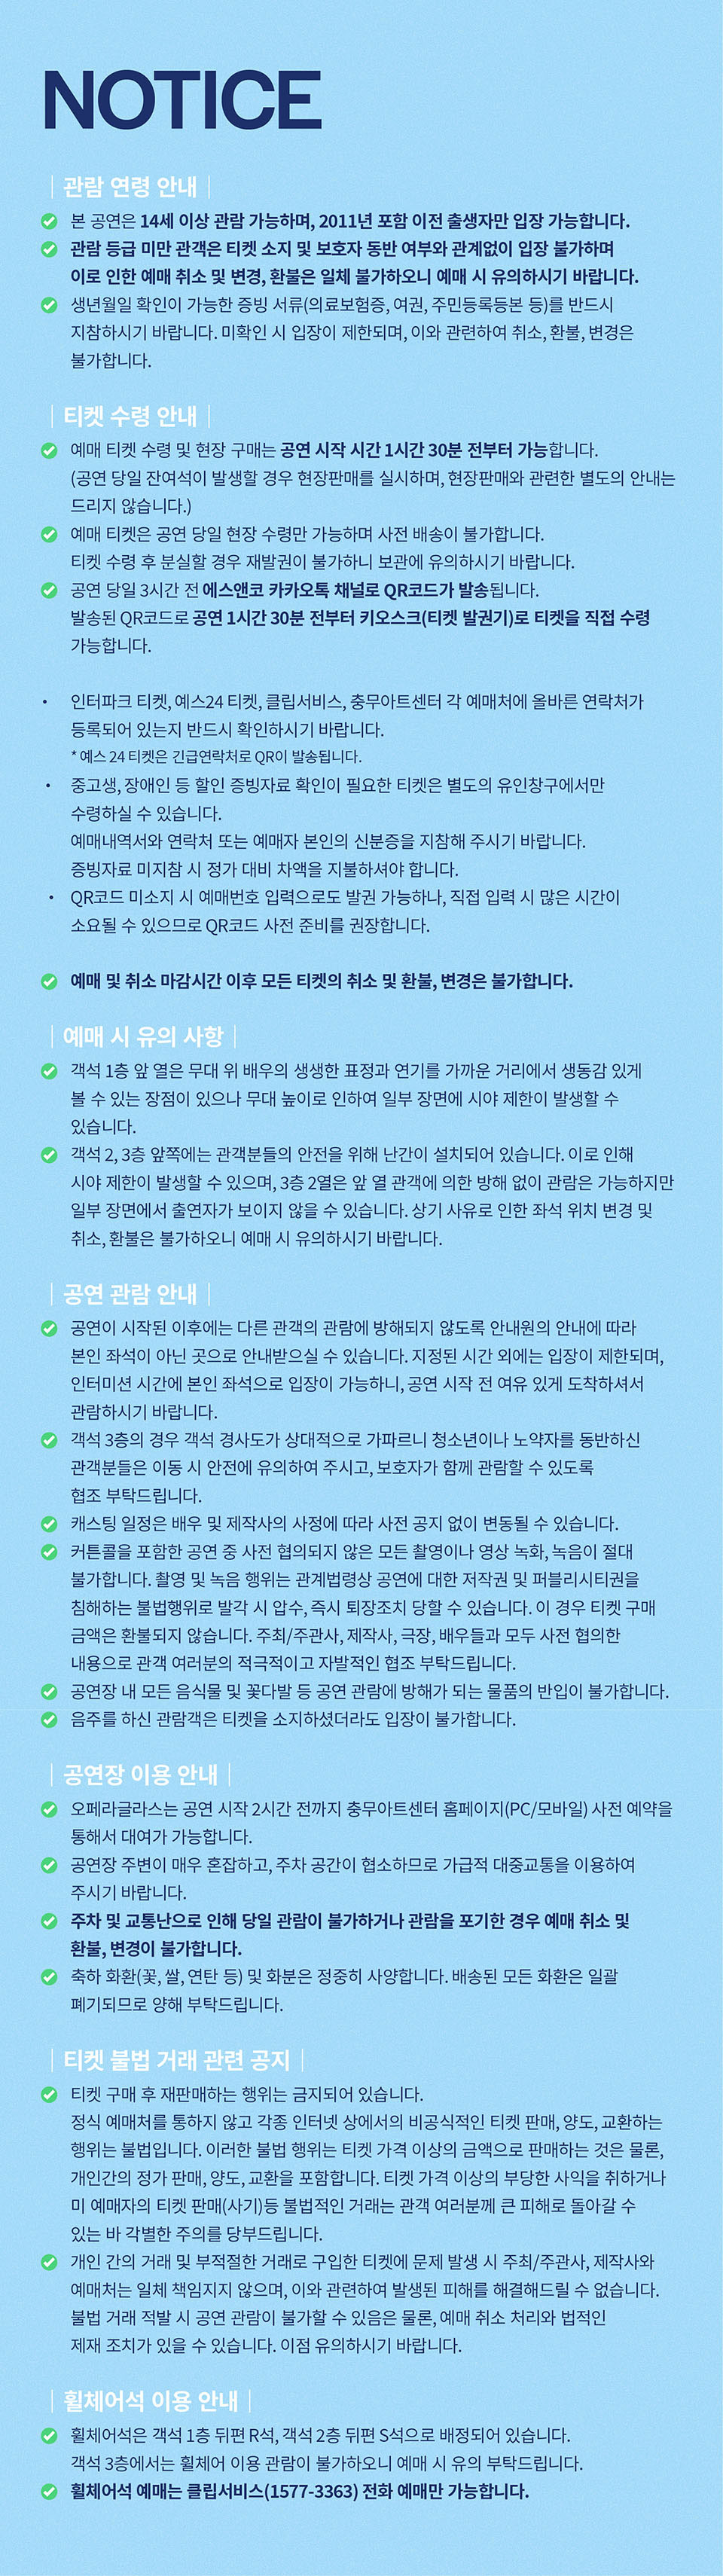 NOTICE
| 관람 연령 안내 |
본 공연은 14세 이상 관람 가능하며, 2011년 포함 이전 출생자만 입장 가능합니다.
관람 등급 미만 관객은 티켓 소지 및 보호자 동반 여부와 관계없이 입장 불가하며
이로 인한 예매 취소 및 변경, 환불은 일체 불가하오니 예매 시 유의하시기 바랍니다.
생년월일 확인이 가능한 증빙 서류(의료보험증, 여권, 주민등록등본 등)를 반드시
지참하시기 바랍니다. 미확인 시 입장이 제한되며, 이와 관련하여 취소, 환불, 변경은
불가합니다.
| 티켓 수령 안내 |
예매 티켓 수령 및 현장 구매는 공연 시작 시간 1시간 30분 전부터 가능합니다.
(공연 당일 잔여석이 발생할 경우 현장판매를 실시하며, 현장판매와 관련한 별도의 안내는
드리지 않습니다.)
예매 티켓은 공연 당일 현장 수령만 가능하며 사전 배송이 불가합니다.
티켓 수령 후 분실할 경우 재발권이 불가하니 보관에 유의하시기 바랍니다.
공연 당일 3시간 전 에스앤코 카카오톡 채널로 QR코드가 발송됩니다.
발송된 QR코드로 공연 1시간 30분 전부터 키오스크(티켓 발권기)로 티켓을 직접 수령
가능합니다.
• 인터파크 티켓, 예스24 티켓, 클립서비스, 충무아트센터 각 예매처에 올바른 연락처가
등록되어 있는지 반드시 확인하시기 바랍니다.
* 예스 24 티켓은 긴급연락처로 QR이 발송됩니다.
• 중고생, 장애인 등 할인 증빙자료 확인이 필요한 티켓은 별도의 유인창구에서만
수령하실 수 있습니다.
예매내역서와 연락처 또는 예매자 본인의 신분증을 지참해 주시기 바랍니다.
증빙자료 미지참 시 정가 대비 차액을 지불하셔야 합니다.
• QR코드 미소지 시 예매번호 입력으로도 발권 가능하나, 직접 입력 시 많은 시간이
소요될 수 있으므로 QR코드 사전 준비를 권장합니다.
예매 및 취소 마감시간 이후 모든 티켓의 취소 및 환불, 변경은 불가합니다.
| 예매 시 유의 사항 |
객석 1층 앞 열은 무대 위 배우의 생생한 표정과 연기를 가까운 거리에서 생동감 있게
볼 수 있는 장점이 있으나 무대 높이로 인하여 일부 장면에 시야 제한이 발생할 수
있습니다.
객석 2, 3층 앞쪽에는 관객분들의 안전을 위해 난간이 설치되어 있습니다. 이로 인해
시야 제한이 발생할 수 있으며, 3층 2열은 앞 열 관객에 의한 방해 없이 관람은 가능하지만
일부 장면에서 출연자가 보이지 않을 수 있습니다. 상기 사유로 인한 좌석 위치 변경 및
취소, 환불은 불가하오니 예매 시 유의하시기 바랍니다.
| 공연 관람 안내 |
공연이 시작된 이후에는 다른 관객의 관람에 방해되지 않도록 안내원의 안내에 따라
본인 좌석이 아닌 곳으로 안내받으실 수 있습니다. 지정된 시간 외에는 입장이 제한되며,
인터미션 시간에 본인 좌석으로 입장이 가능하니, 공연 시작 전 여유 있게 도착하셔서
관람하시기 바랍니다.
객석 3층의 경우 객석 경사도가 상대적으로 가파르니 청소년이나 노약자를 동반하신
관객분들은 이동 시 안전에 유의하여 주시고, 보호자가 함께 관람할 수 있도록
협조 부탁드립니다.
캐스팅 일정은 배우 및 제작사의 사정에 따라 사전 공지 없이 변동될 수 있습니다.
커튼콜을 포함한 공연 중 사전 협의되지 않은 모든 촬영이나 영상 녹화, 녹음이 절대
불가합니다. 촬영 및 녹음 행위는 관계법령상 공연에 대한 저작권 및 퍼블리시티권을
침해하는 불법행위로 발각 시 압수, 즉시 퇴장조치 당할 수 있습니다. 이 경우 티켓 구매
금액은 환불되지 않습니다. 주최/주관사, 제작사, 극장, 배우들과 모두 사전 협의한
내용으로 관객 여러분의 적극적이고 자발적인 협조 부탁드립니다.
공연장 내 모든 음식물 및 꽃다발 등 공연 관람에 방해가 되는 물품의 반입이 불가합니다.
음주를 하신 관람객은 티켓을 소지하셨더라도 입장이 불가합니다.
| 공연장 이용 안내 |
오페라글라스는 공연 시작 2시간 전까지 충무아트센터 홈페이지(PC/모바일) 사전 예약을
통해서 대여가 가능합니다.
공연장 주변이 매우 혼잡하고, 주차 공간이 협소하므로 가급적 대중교통을 이용하여
주시기 바랍니다.
주차 및 교통난으로 인해 당일 관람이 불가하거나 관람을 포기한 경우 예매 취소 및
환불, 변경이 불가합니다.
축하 화환(꽃, 쌀, 연탄 등) 및 화분은 정중히 사양합니다. 배송된 모든 화환은 일괄
폐기되므로 양해 부탁드립니다.
| 티켓 불법 거래 관련 공지 |
티켓 구매 후 재판매하는 행위는 금지되어 있습니다.
정식 예매처를 통하지 않고 각종 인터넷 상에서의 비공식적인 티켓 판매, 양도, 교환하는
행위는 불법입니다. 이러한 불법 행위는 티켓 가격 이상의 금액으로 판매하는 것은 물론,
개인간의 정가 판매, 양도, 교환을 포함합니다. 티켓 가격 이상의 부당한 사익을 취하거나
미 예매자의 티켓 판매(사기)등 불법적인 거래는 관객 여러분께 큰 피해로 돌아갈 수
있는 바 각별한 주의를 당부드립니다.
개인 간의 거래 및 부적절한 거래로 구입한 티켓에 문제 발생 시 주최/주관사, 제작사와
예매처는 일체 책임지지 않으며, 이와 관련하여 발생된 피해를 해결해드릴 수 없습니다.
불법 거래 적발 시 공연 관람이 불가할 수 있음은 물론, 예매 취소 처리와 법적인
제재 조치가 있을 수 있습니다. 이점 유의하시기 바랍니다.
| 휠체어석 이용 안내 |
휠체어석은 객석 1층 뒤편 R석, 객석 2층 뒤편 S석으로 배정되어 있습니다.
객석 3층에서는 휠체어 이용 관람이 불가하오니 예매 시 유의 부탁드립니다.
휠체어석 예매는 클립서비스(1577-3363) 전화 예매만 가능합니다.